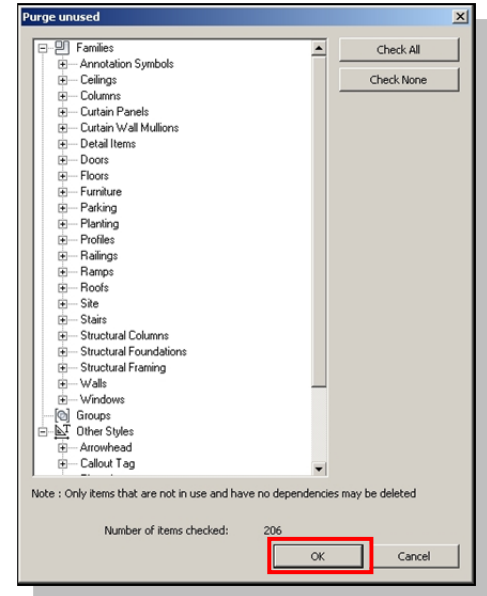 Purge unused
Families
Annotation Symbols
Ceilings
Columns
Curtain Panels
Curtain Wall Mullions
Detail Items
Doors
Floors
Furniture
Parking
Planting
Profiles
Railings
Ramps
Roofs
Site
Stairs
Structural Columns
Structural Foundations
Structural Framing
Walls
Windows
Groups
Other Styles
Arrowhead
Callout Tag
Check All
Check None
Note : Only items that are not in use and have no dependencies may be deleted
Number of items checked: 206
OK Cancel